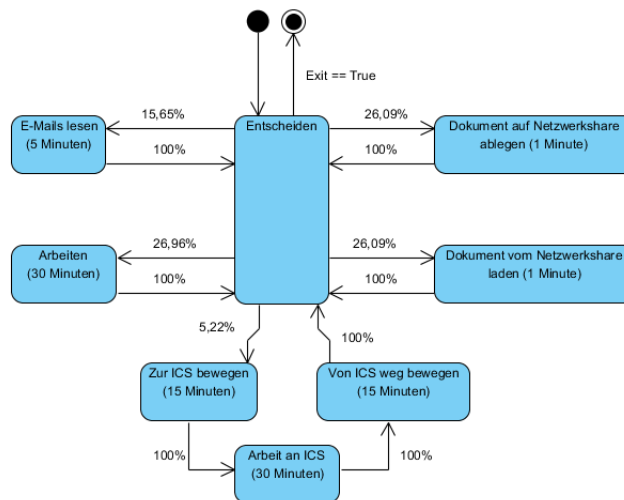 Exit == True
E-Mails lesen
(5 Minuten)
15,65%
100%
Entscheiden
26,09%
100%
Dokument auf Netzwerkshare
ablegen (1 Minute)
Arbeiten
(30 Minuten)
26,96%
100%
26,09%
100%
Dokument vom Netzwerkshare
laden (1 Minute)
5,22%
100%
Zur ICS bewegen
(15 Minuten)
Von ICS weg bewegen
(15 Minuten)
100%
Arbeit an ICS
(30 Minuten)
100%